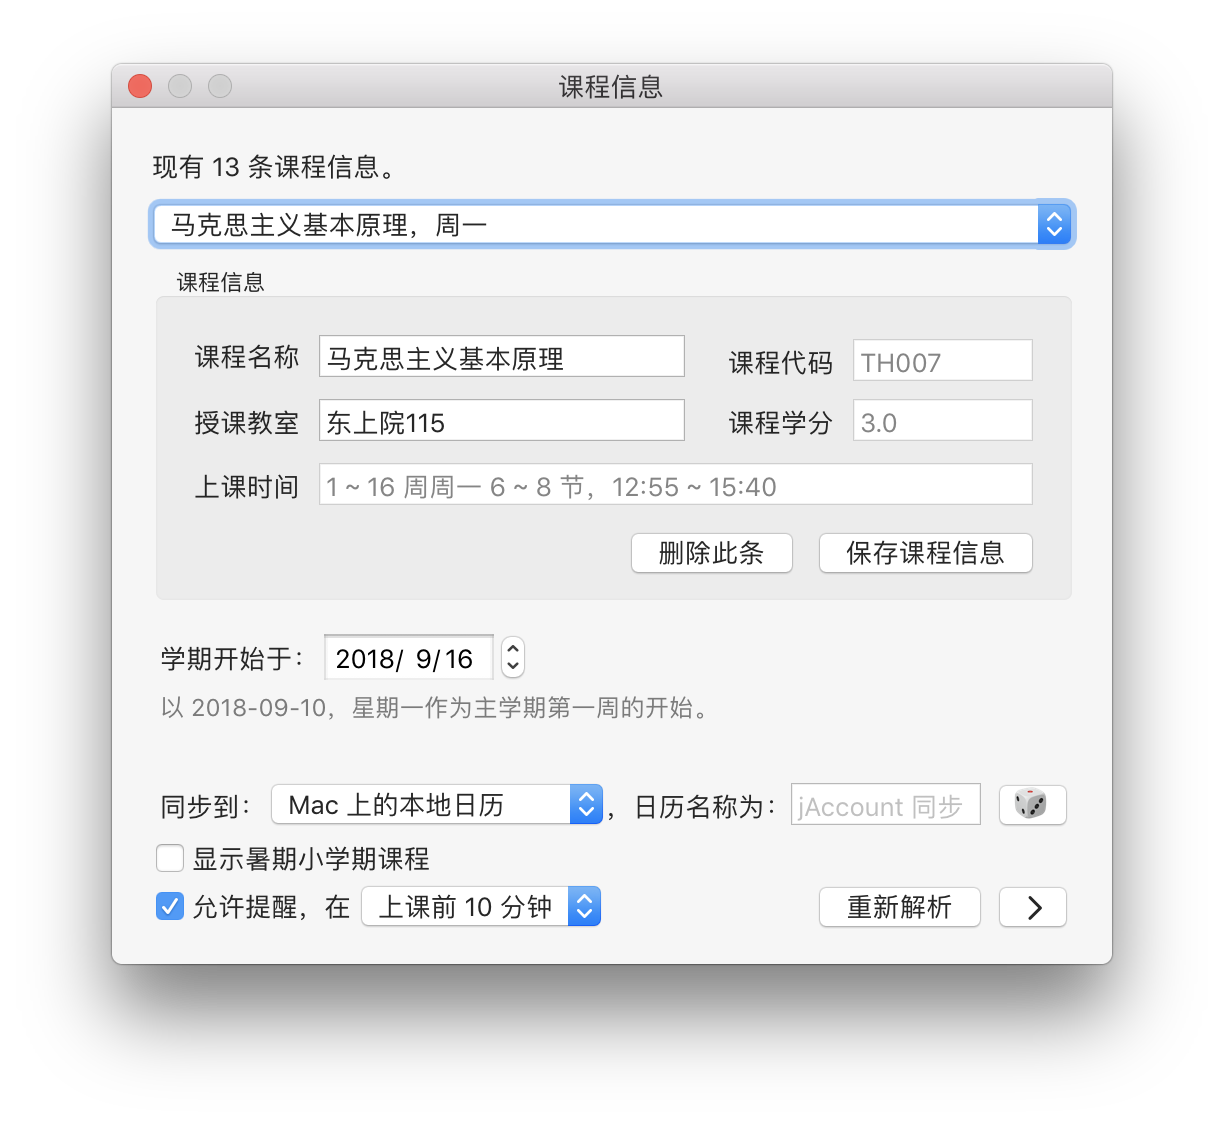 课程信息
现有 13 条课程信息。
马克思主义基本原理，周一
课程信息
课程名称 马克思主义基本原理 课程代码 TH007
授课教室 东上院115 课程学分 3.0
上课时间 1 ~ 16 周周一 6 ~ 8 节，12:55 ~ 15:40
删除此条 保存课程信息
学期开始于： 2018/ 9/16
以 2018-09-10，星期一作为主学期第一周的开始。
同步到： Mac 上的本地日历 ，日历名称为： jAccount 同步
显示暑期小学期课程
允许提醒，在 上课前 10 分钟 重新解析